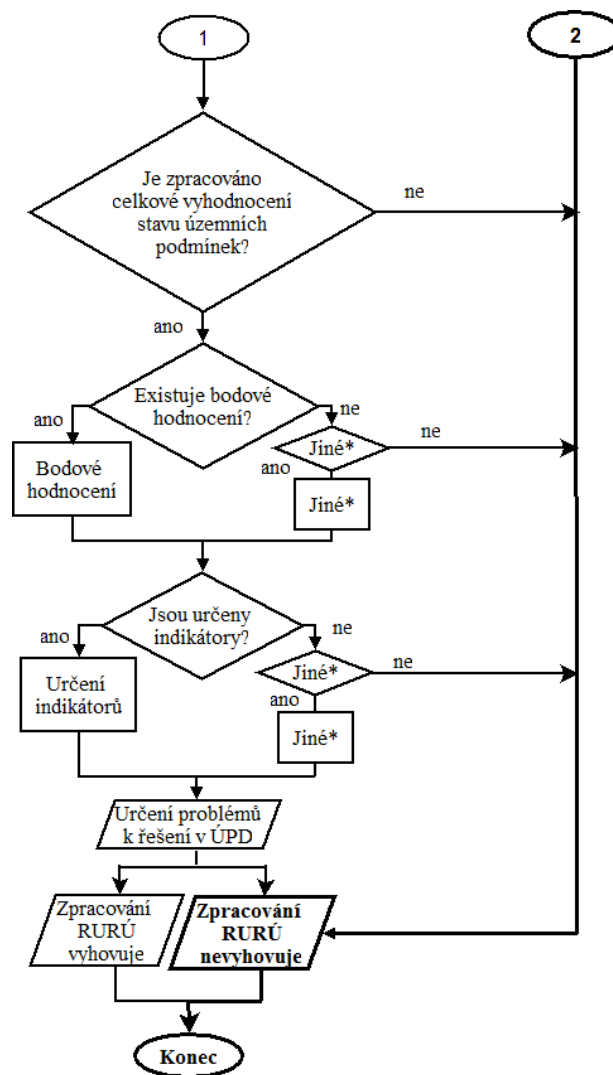 1
2
Je zpracováno
celkové vyhodnocení
stavu územních
podmínek?
ne
ano
Existuje bodové
hodnocení?
ano
ne
Jiné*
ne
ano
Bodové
hodnocení
Jiné*
Jsou určeny
indikátory?
ano
ne
Jiné*
ne
ano
Určení
indikátorů
Jiné*
Určení problémů
k řešení v ÚPD
Zpracování
RURÚ
vyhovuje
Zpracování
RURÚ
nevyhovuje
Konec